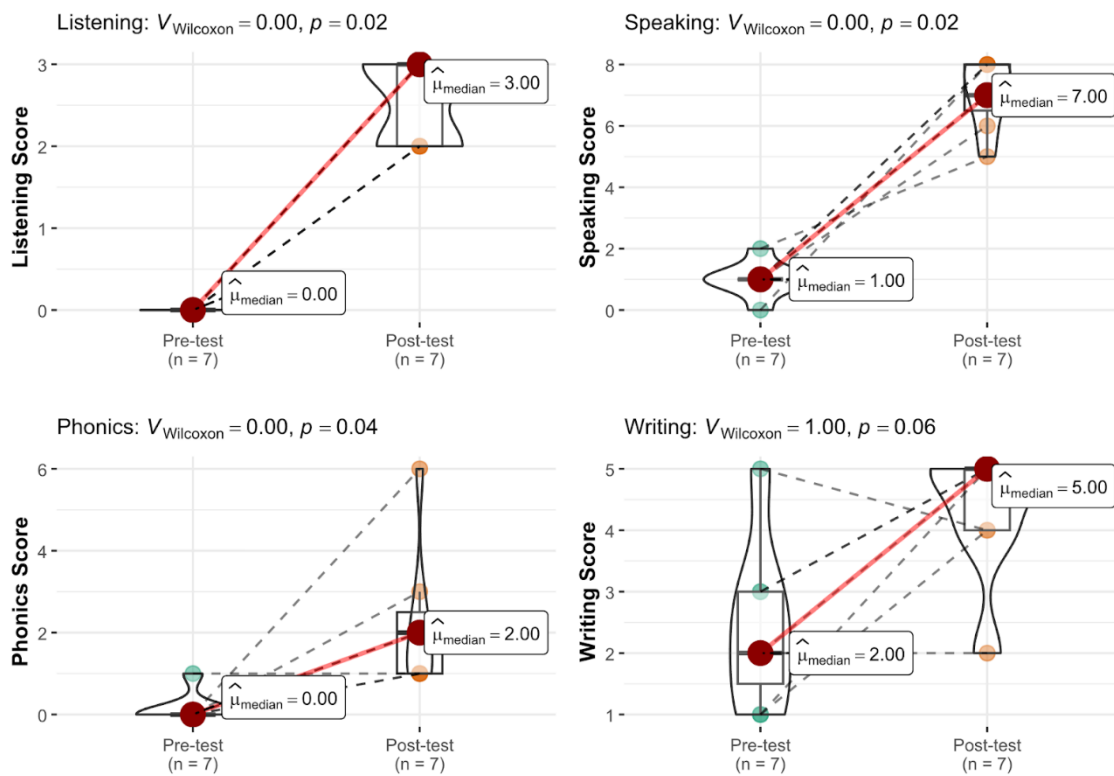 Listening: V_Wilcoxon = 0.00, p = 0.02
Listening Score
3
2
1
0
μ̂_median = 3.00
μ̂_median = 0.00
Pre-test
(n = 7)
Post-test
(n = 7)
Speaking: V_Wilcoxon = 0.00, p = 0.02
Speaking Score
8
6
4
2
0
μ̂_median = 7.00
μ̂_median = 1.00
Pre-test
(n = 7)
Post-test
(n = 7)
Phonics: V_Wilcoxon = 0.00, p = 0.04
Phonics Score
6
4
2
0
μ̂_median = 2.00
μ̂_median = 0.00
Pre-test
(n = 7)
Post-test
(n = 7)
Writing: V_Wilcoxon = 1.00, p = 0.06
Writing Score
5
4
3
2
1
μ̂_median = 5.00
μ̂_median = 2.00
Pre-test
(n = 7)
Post-test
(n = 7)